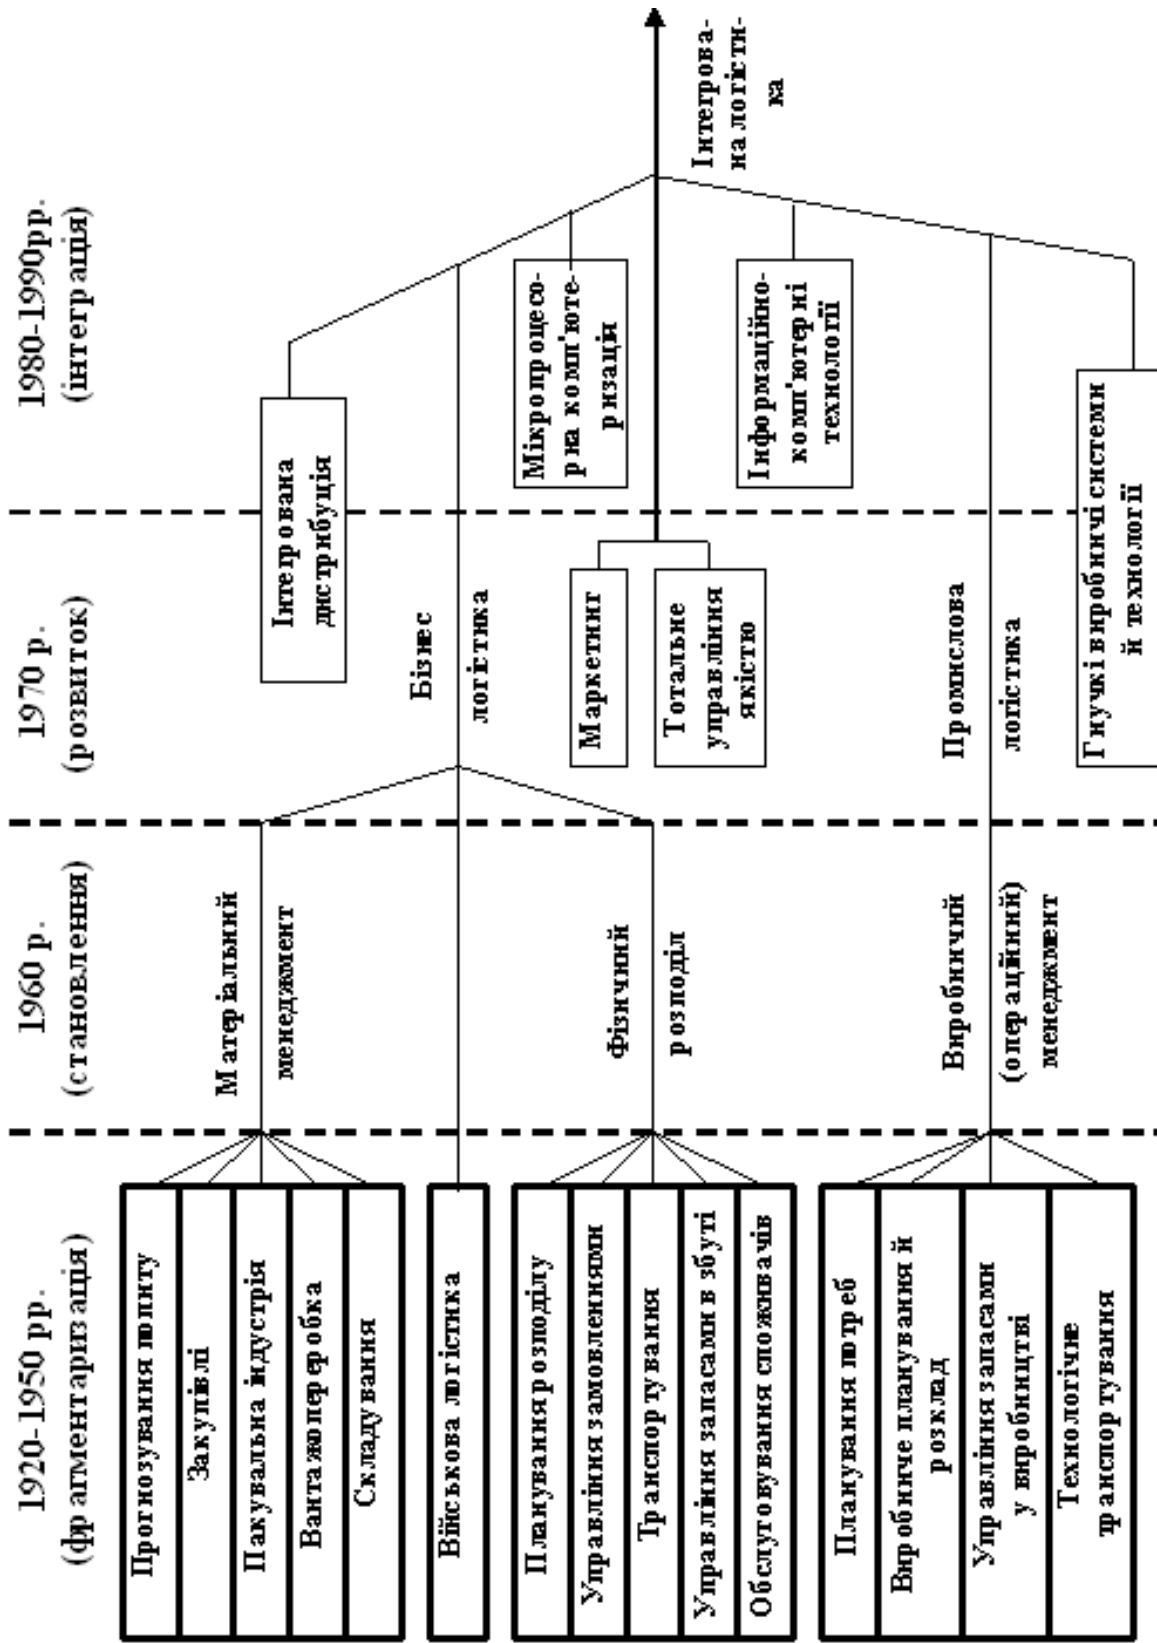 1920-1950 рр.
(фрагментаризація)
1960 р.
(становлення)
1970 р.
(розвиток)
1980-1990рр.
(інтеграція)
Прогнозування попиту
Закупівлі
Пакувальна індустрія
Вантажопереробка
Складування
Військова логістика
Планування розподілу
Управління замовленнями
Транспортування
Управління запасами в збуті
Обслутовування споживачів
Планування потреб
Виробниче планування й
розклад
Управління запасами
у виробництві
Технологічне
транспортування
Матеріальний
менеджмент
Фізичний
розподіл
Виробничий
(операційний)
менеджмент
Бізнес
логістика
Маркетинг
Тотальне
управління
якістю
Промислова
логістика
Інтегрована
дистрибуція
Мікропроцесо-
рна комп'юте-
ризація
Інформаційно-
комп'ютерні
технології
Гнучкі виробничі системи
й технології
Інтегрова-
на логісти-
ка